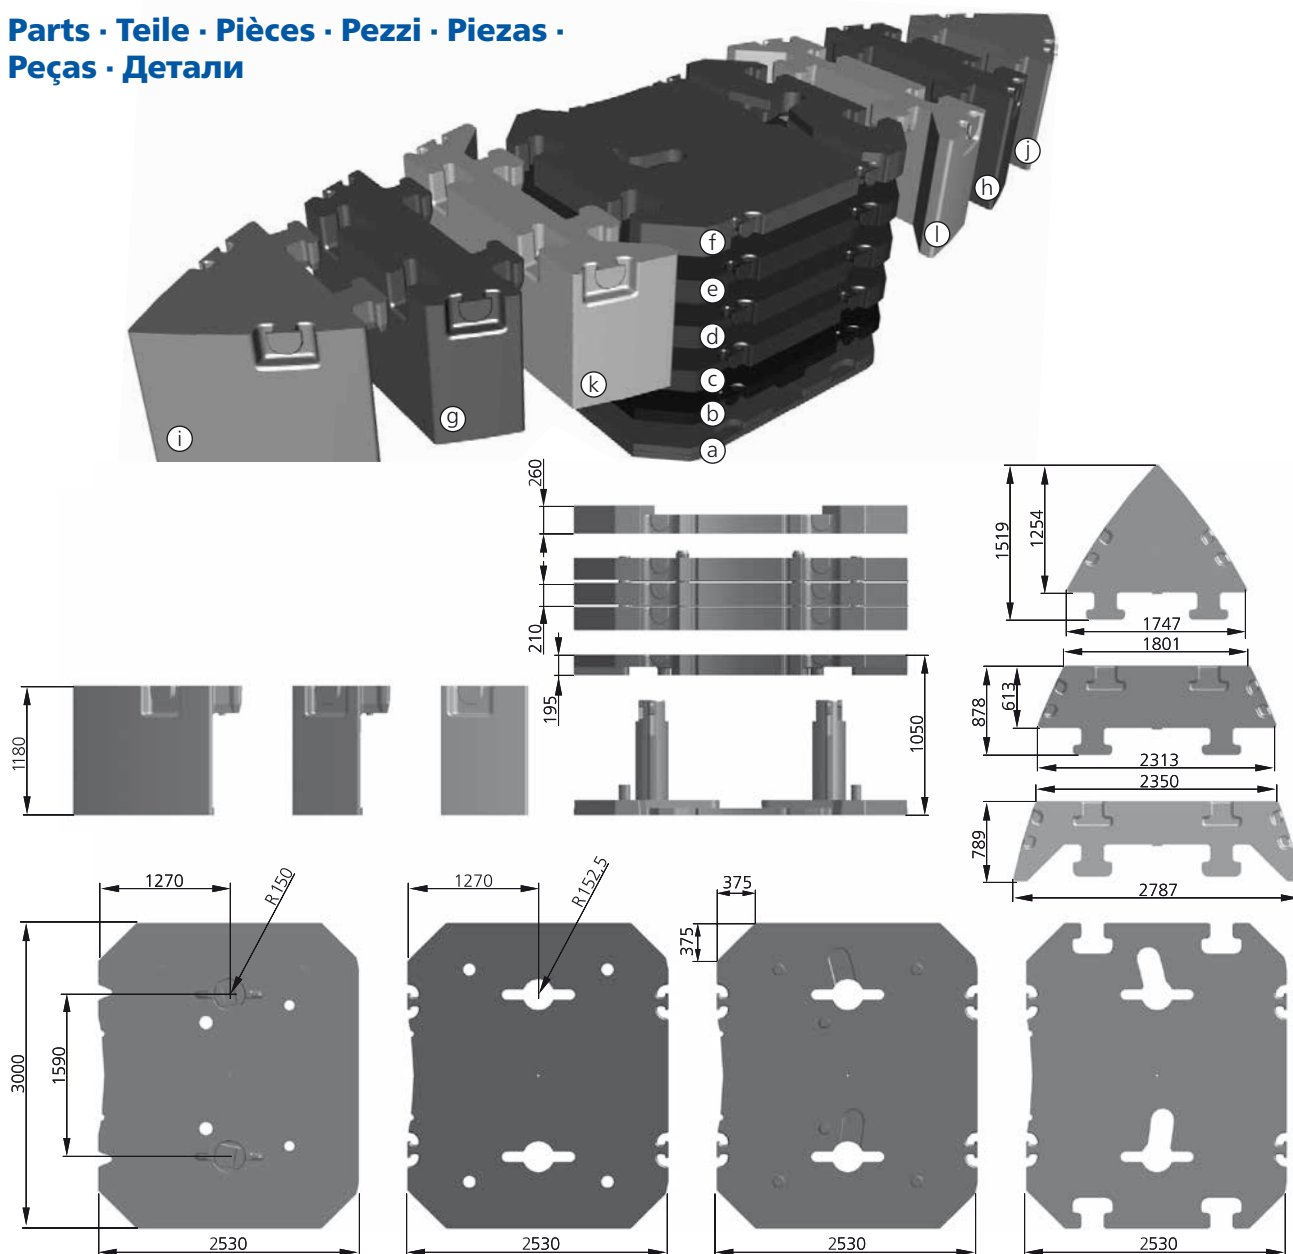 Parts · Teile · Pièces · Pezzi · Piezas ·
Peças · Детали
j
h
l
f
e
d
c
k
b
g
i
a
260
210
195
1050
1180
1519
1254
1747
1801
878
613
2313
2350
789
2787
1270
R150
1270
R152,5
375
375
3000
1590
2530
2530
2530
2530